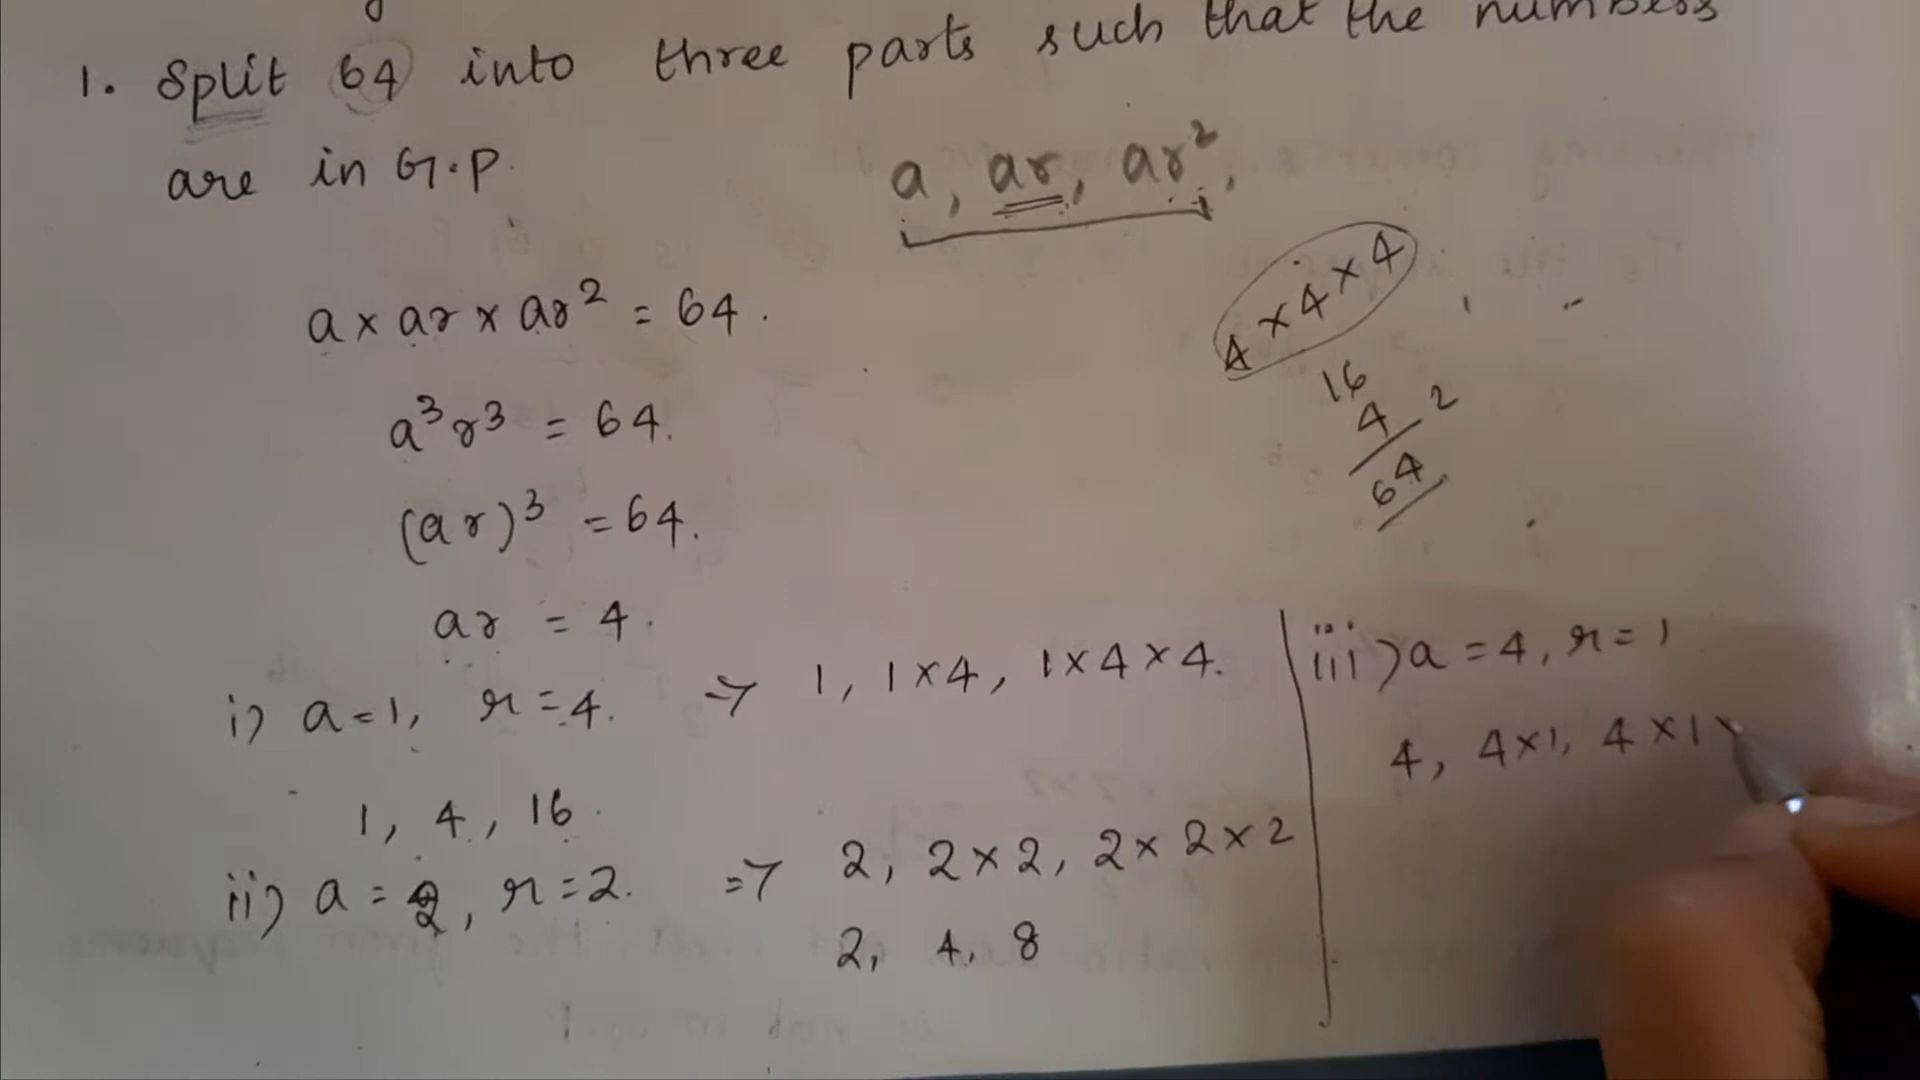 1. Split 64 into three parts such that the numbers
are in G.P.
a, ar, ar²,
a × ar × ar² = 64.
4 × 4 × 4
16
4 2
64
a³r³ = 64.
(ar)³ = 64.
ar = 4.
i) a=1, r=4. => 1, 1×4, 1×4×4.
1, 4, 16.
ii) a=2, r=2. => 2, 2×2, 2×2×2
2, 4, 8
iii) a=4, r=1
4, 4×1, 4×1×